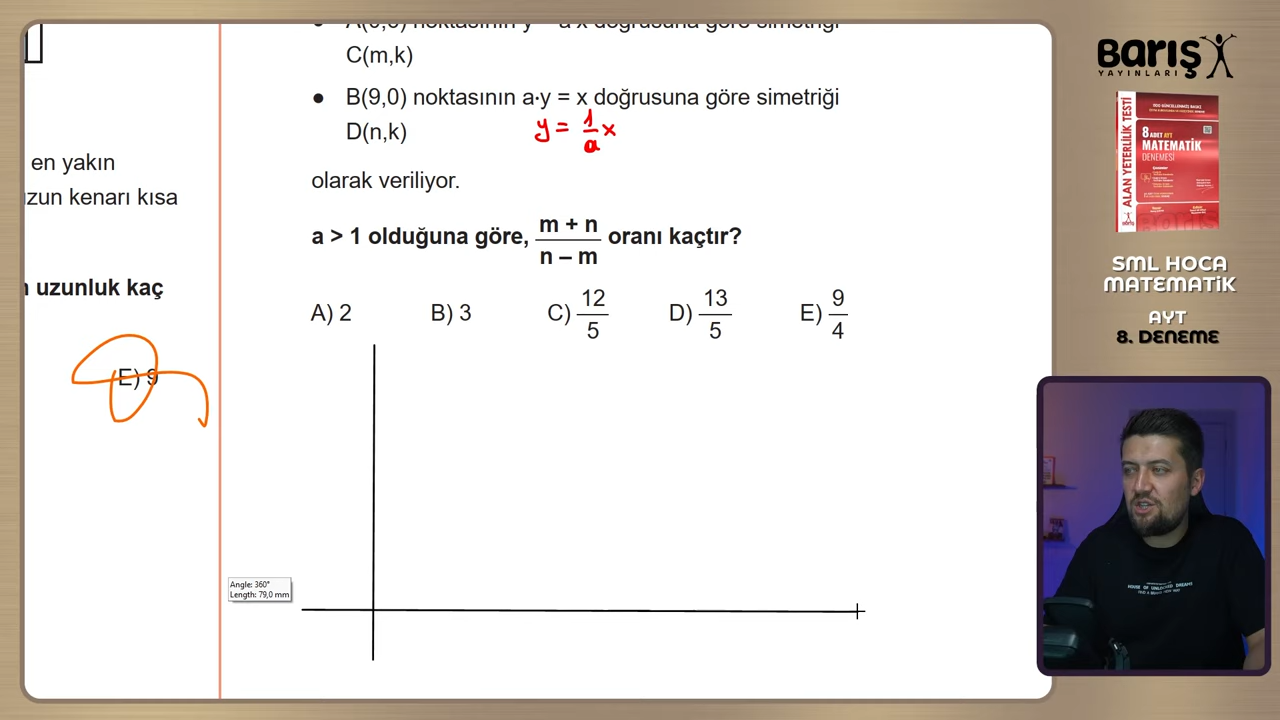 C(m,k)
● B(9,0) noktasının a·y = x doğrusuna göre simetriği
D(n,k)
y = 1/a x
olarak veriliyor.
a > 1 olduğuna göre, (m + n)/(n – m) oranı kaçtır?
A) 2 B) 3 C) 12/5 D) 13/5 E) 9/4
en yakın
uzun kenarı kısa
uzunluk kaç
E) 9
Angle: 360°
Length: 79,0 mm
BARIŞ
YAYINLARI
ALAN YETERLİLİK TESTİ
8 ADET AYT
MATEMATİK
DENEMESİ
SML HOCA
MATEMATİK
AYT
8. DENEME